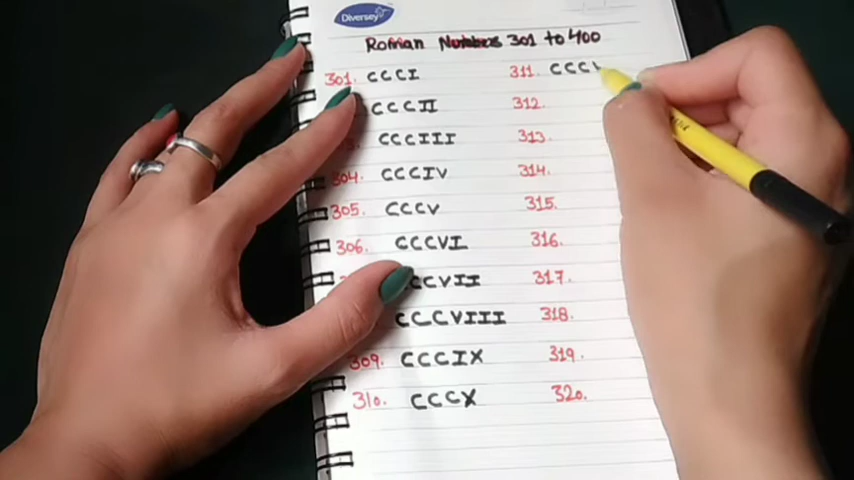 Diversey
Roman Numbers 301 to 400
301. CCCI
CCCII
CCCIII
304. CCCIV
305. CCCV
306. CCCVI
CCVII
CCCVIII
309. CCCIX
310. CCCX
311. CCC
312.
313.
314.
315.
316.
317.
318.
319.
320.